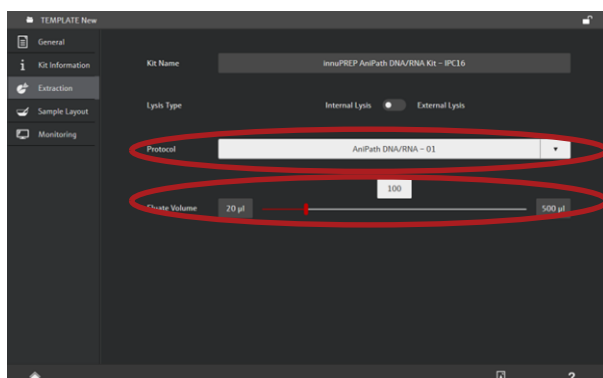 TEMPLATE New
General
Kit Information
Extraction
Sample Layout
Monitoring
Kit Name innuPREP AniPath DNA/RNA Kit - IPC16
Lysis Type Internal Lysis External Lysis
Protocol AniPath DNA/RNA - 01
100
Eluate Volume 20 µl 500 µl
?